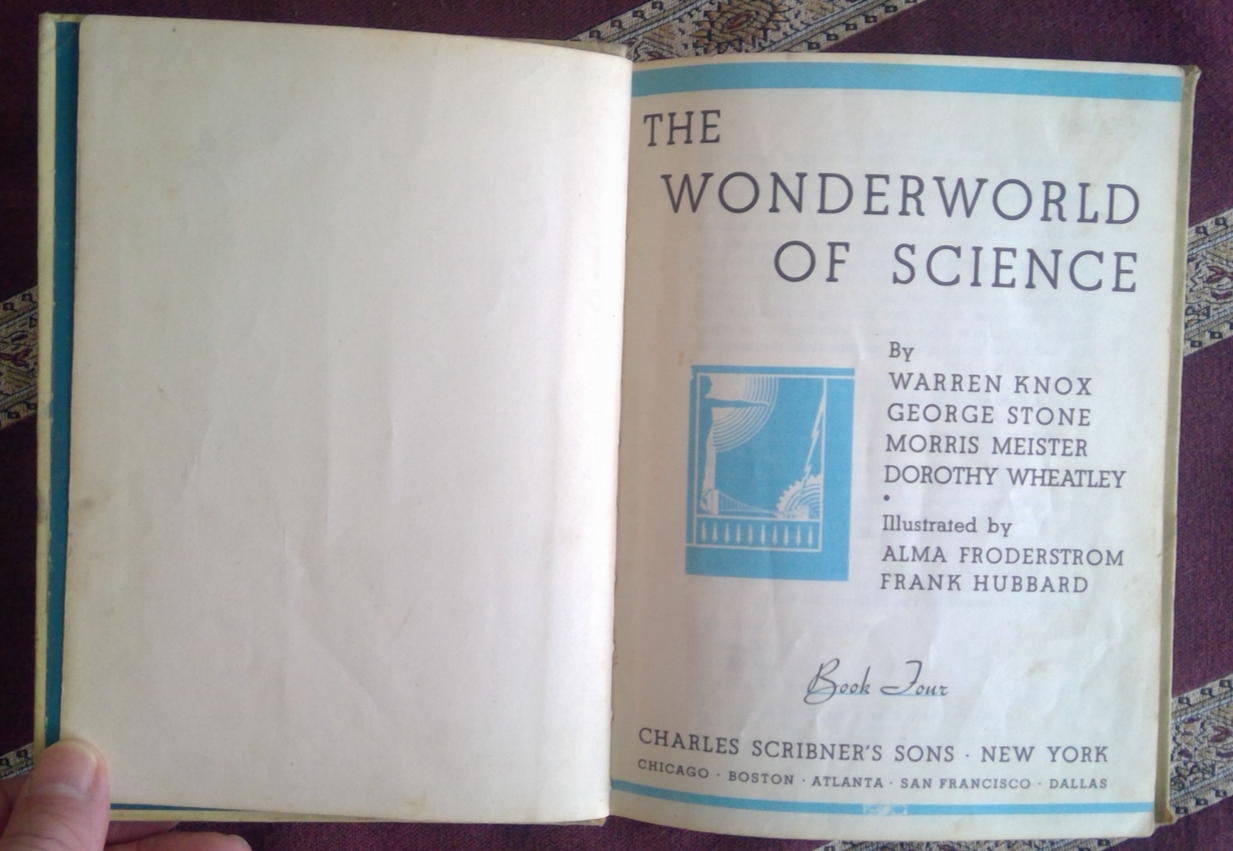 THE
WONDERWORLD
OF SCIENCE
By
WARREN KNOX
GEORGE STONE
MORRIS MEISTER
DOROTHY WHEATLEY
•
Illustrated by
ALMA FRODERSTROM
FRANK HUBBARD
Book Four
CHARLES SCRIBNER'S SONS · NEW YORK
CHICAGO · BOSTON · ATLANTA · SAN FRANCISCO · DALLAS